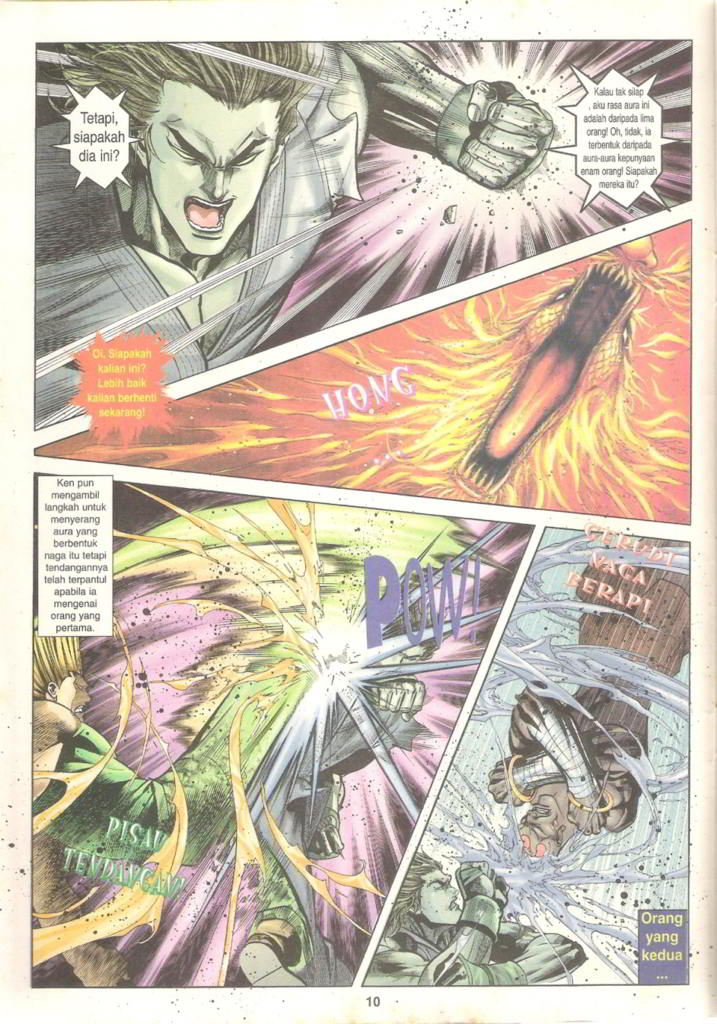 Tetapi,
siapakah
dia ini?
Kalau tak silap
, aku rasa aura ini
adalah daripada lima
orang! Oh, tidak, ia
terbentuk daripada
aura-aura kepunyaan
enam orang! Siapakah
mereka itu?
Oi, Siapakah
kalian ini?
Lebih baik
kalian berhenti
sekarang!
HONG
...
Ken pun
mengambil
langkah untuk
menyerang
aura yang
berbentuk
naga itu tetapi
tendangannya
telah terpantul
apabila ia
mengenai
orang yang
pertama.
POW!
PISAU
TENDANGAN!
GERUDI
NAGA
BERAPI
Orang
yang
kedua
...
10